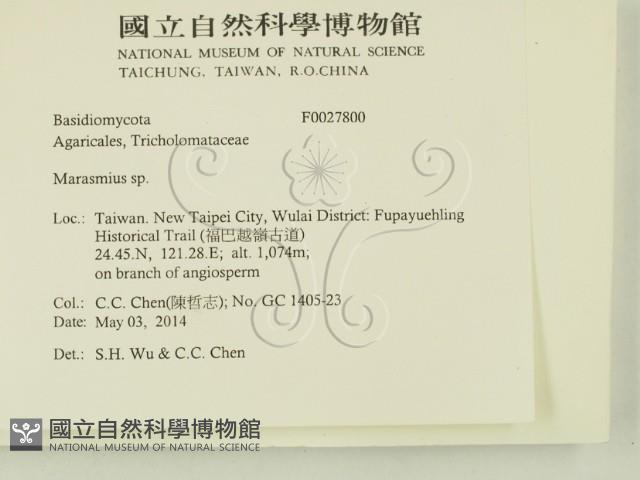 國立自然科學博物館
NATIONAL MUSEUM OF NATURAL SCIENCE
TAICHUNG, TAIWAN, R.O.CHINA
Basidiomycota F0027800
Agaricales, Tricholomataceae
Marasmius sp.
Loc.: Taiwan. New Taipei City, Wulai District: Fupayuehling
Historical Trail (福巴越嶺古道)
24.45.N, 121.28.E; alt. 1,074m;
on branch of angiosperm
Col.: C.C. Chen(陳哲志); No. GC 1405-23
Date: May 03, 2014
Det.: S.H. Wu & C.C. Chen
國立自然科學博物館
NATIONAL MUSEUM OF NATURAL SCIENCE